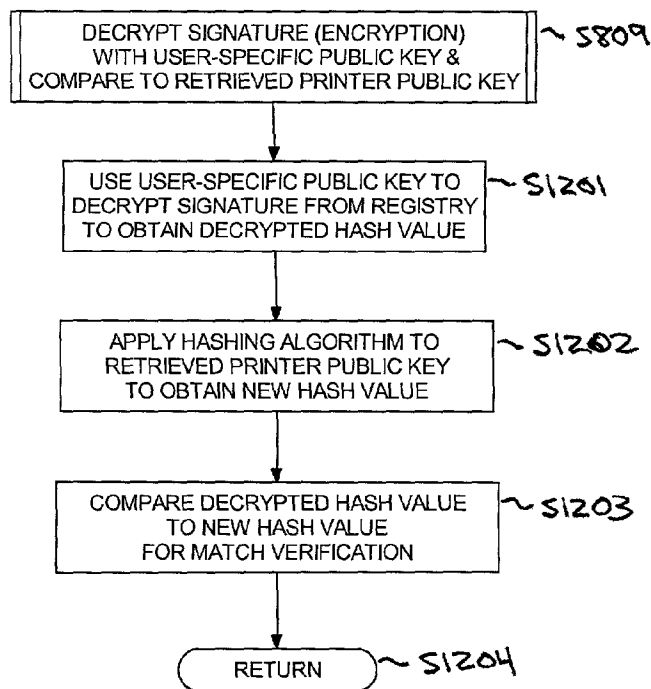 DECRYPT SIGNATURE (ENCRYPTION)
WITH USER-SPECIFIC PUBLIC KEY &
COMPARE TO RETRIEVED PRINTER PUBLIC KEY
S809
USE USER-SPECIFIC PUBLIC KEY TO
DECRYPT SIGNATURE FROM REGISTRY
TO OBTAIN DECRYPTED HASH VALUE
S1201
APPLY HASHING ALGORITHM TO
RETRIEVED PRINTER PUBLIC KEY
TO OBTAIN NEW HASH VALUE
S1202
COMPARE DECRYPTED HASH VALUE
TO NEW HASH VALUE
FOR MATCH VERIFICATION
S1203
RETURN
S1204